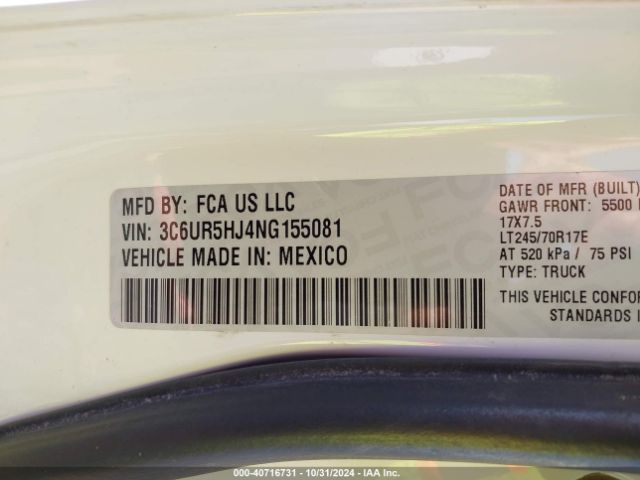 MFD BY: FCA US LLC
VIN: 3C6UR5HJ4NG155081
VEHICLE MADE IN: MEXICO
DATE OF MFR (BUILT)
GAWR FRONT: 5500
17X7.5
LT245/70R17E
AT 520 kPa / 75 PSI
TYPE: TRUCK
THIS VEHICLE CONFOR
STANDARDS I
000-40716731 - 10/31/2024 - IAA Inc.